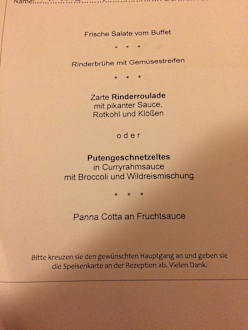 Name:
Frische Salate vom Buffet
* * *
Rinderbrühe mit Gemüsestreifen
* * *
Zarte Rinderroulade
mit pikanter Sauce,
Rotkohl und Klößen
oder
Putengeschnetzeltes
in Curryrahmsauce
mit Broccoli und Wildreismischung
* * *
Panna Cotta an Fruchtsauce
Bitte kreuzen sie den gewünschten Hauptgang an und geben sie
die Speisenkarte an der Rezeption ab. Vielen Dank.